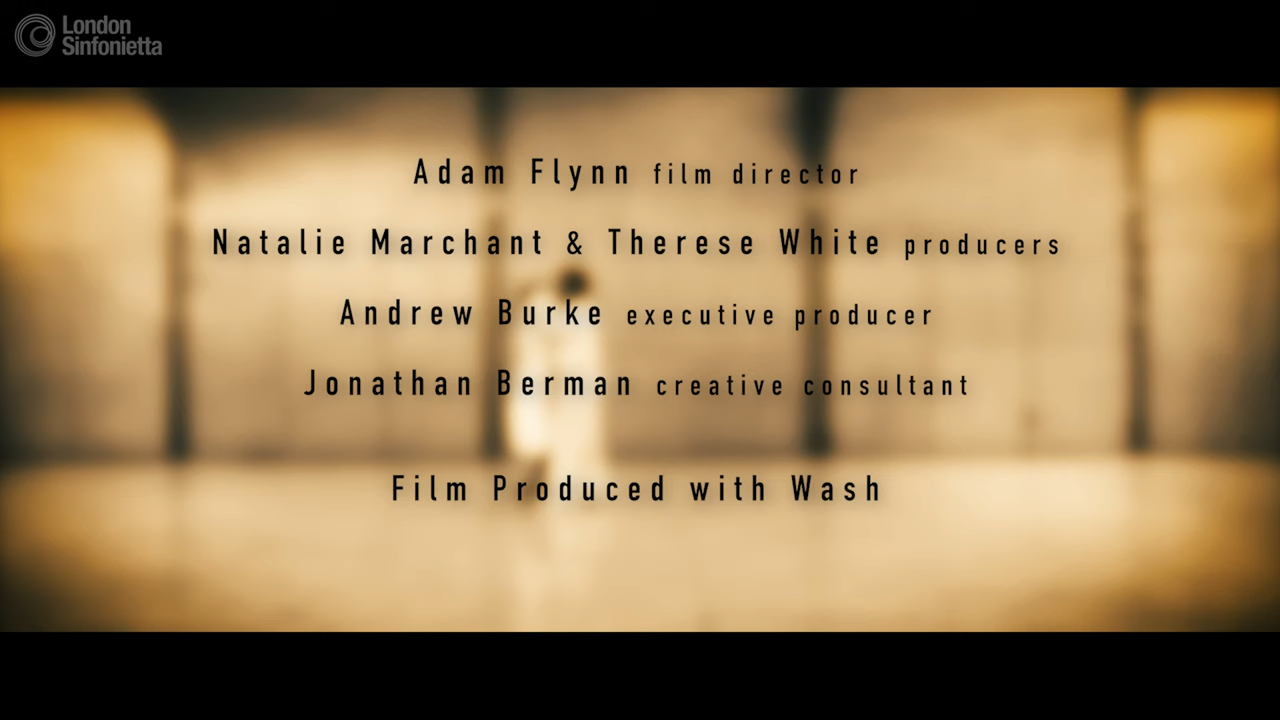 London
Sinfonietta
Adam Flynn film director
Natalie Marchant & Therese White producers
Andrew Burke executive producer
Jonathan Berman creative consultant
Film Produced with Wash